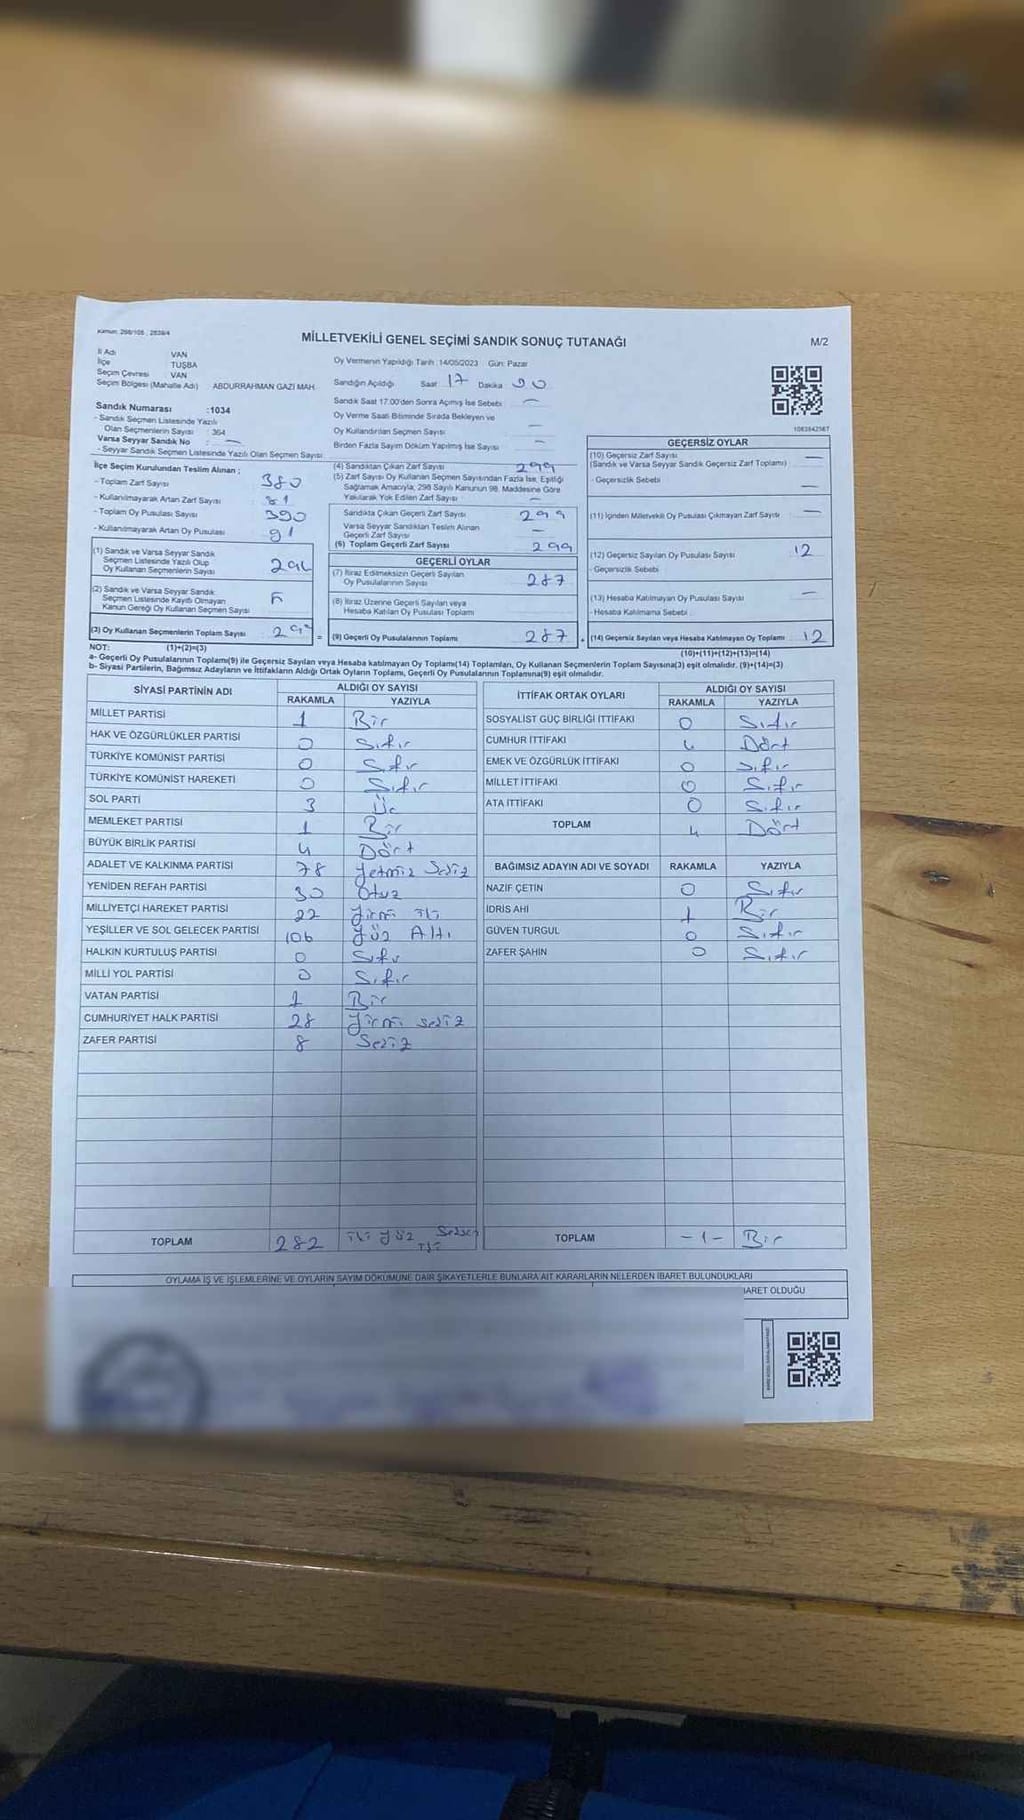 Kanun: 298/105 , 2839/4
MİLLETVEKİLİ GENEL SEÇİMİ SANDIK SONUÇ TUTANAĞI
M/2
İl Adı VAN
İlçe TUŞBA
Seçim Çevresi VAN
Seçim Bölgesi (Mahalle Adı) ABDURRAHMAN GAZİ MAH.
Sandık Numarası :1034
- Sandık Seçmen Listesinde Yazılı
Olan Seçmenlerin Sayısı : 364
Varsa Seyyar Sandık No : —
- Seyyar Seçmen Listesinde Yazılı Olan Seçmen Sayısı
Oy Vermenin Yapıldığı Tarih :14/05/2023 Gün: Pazar
Sandığın Açıldığı Saat 17 Dakika
Sandık Saat 17.00'den Sonra Açılmış İse Sebebi —
Oy Verme Saati Bitiminde Sırada Bekleyen ve
Oy Kullandırılan Seçmen Sayısı —
Birden Fazla Sayım Döküm Yapılmış İse Sayısı —
1083842587
İlçe Seçim Kurulundan Teslim Alınan :
- Toplam Zarf Sayısı 380
- Kullanılmayarak Artan Zarf Sayısı 81
- Toplam Oy Pusulası Sayısı 390
- Kullanılmayarak Artan Oy Pusulası 91
(1) Sandık ve Varsa Seyyar Sandık
Seçmen Listesinde Yazılı Olup
Oy Kullanan Seçmenlerin Sayısı 294
(2) Sandık ve Varsa Seyyar Sandık
Seçmen Listesinde Kayıtlı Olmayan
Kanun Gereği Oy Kullanan Seçmen Sayısı
(3) Oy Kullanan Seçmenlerin Toplam Sayısı 299 =
(4) Sandıktan Çıkan Zarf Sayısı 299
(5) Zarf Sayısı Oy Kullanan Seçmen Sayısından Fazla İse, Eşitliği
Sağlamak Amacıyla, 298 Sayılı Kanunun 98. Maddesine Göre
Yakılarak Yok Edilen Zarf Sayısı —
Sandıkta Çıkan Geçerli Zarf Sayısı 299
Varsa Seyyar Sandıktan Teslim Alınan
Geçerli Zarf Sayısı —
(6) Toplam Geçerli Zarf Sayısı 299
GEÇERLİ OYLAR
(7) İtiraz Edilmeksizin Geçerli Sayılan
Oy Pusulalarının Sayısı 287
(8) İtiraz Üzerine Geçerli Sayılan veya
Hesaba Katılan Oy Pusulası Toplamı
(9) Geçerli Oy Pusulalarının Toplamı 287 +
GEÇERSİZ OYLAR
(10) Geçersiz Zarf Sayısı
(Sandık ve Varsa Seyyar Sandık Geçersiz Zarf Toplamı) —
- Geçersizlik Sebebi —
(11) İçinden Milletvekili Oy Pusulası Çıkmayan Zarf Sayısı —
(12) Geçersiz Sayılan Oy Pusulası Sayısı 12
- Geçersizlik Sebebi
(13) Hesaba Katılmayan Oy Pusulası Sayısı —
- Hesaba Katılmama Sebebi
(14) Geçersiz Sayılan veya Hesaba Katılmayan Oy Toplamı 12
NOT: (1)+(2)=(3)
(10)+(11)+(12)+(13)=(14)
a- Geçerli Oy Pusulalarının Toplamı(9) ile Geçersiz Sayılan veya Hesaba katılmayan Oy Toplamı(14) Toplamları, Oy Kullanan Seçmenlerin Toplam Sayısına(3) eşit olmalıdır. (9)+(14)=(3)
b- Siyasi Partilerin, Bağımsız Adayların ve İttifakların Aldığı Ortak Oyların Toplamı, Geçerli Oy Pusulalarının Toplamına(9) eşit olmalıdır.
SİYASİ PARTİNİN ADI ALDIĞI OY SAYISI
RAKAMLA YAZIYLA
MİLLET PARTİSİ 1 Bir
HAK VE ÖZGÜRLÜKLER PARTİSİ 0 Sıfır
TÜRKİYE KOMÜNİST PARTİSİ 0 Sıfır
TÜRKİYE KOMÜNİST HAREKETİ 0 Sıfır
SOL PARTİ 3 Üç
MEMLEKET PARTİSİ 1 Bir
BÜYÜK BİRLİK PARTİSİ 4 Dört
ADALET VE KALKINMA PARTİSİ 78 Yetmiş Sekiz
YENİDEN REFAH PARTİSİ 30 Otuz
MİLLİYETÇİ HAREKET PARTİSİ 22 Yirmi iki
YEŞİLLER VE SOL GELECEK PARTİSİ 106 Yüz Altı
HALKIN KURTULUŞ PARTİSİ 0 Sıfır
MİLLİ YOL PARTİSİ 0 Sıfır
VATAN PARTİSİ 1 Bir
CUMHURİYET HALK PARTİSİ 28 Yirmi sekiz
ZAFER PARTİSİ 8 Sekiz
TOPLAM 282 iki yüz Seksen iki
İTTİFAK ORTAK OYLARI ALDIĞI OY SAYISI
RAKAMLA YAZIYLA
SOSYALİST GÜÇ BİRLİĞİ İTTİFAKI 0 Sıfır
CUMHUR İTTİFAKI 4 Dört
EMEK VE ÖZGÜRLÜK İTTİFAKI 0 Sıfır
MİLLET İTTİFAKI 0 Sıfır
ATA İTTİFAKI 0 Sıfır
TOPLAM 4 Dört
BAĞIMSIZ ADAYIN ADI VE SOYADI RAKAMLA YAZIYLA
NAZİF ÇETİN 0 Sıfır
İDRİS AHİ 1 Bir
GÜVEN TURGUL 0 Sıfır
ZAFER ŞAHİN 0 Sıfır
TOPLAM -1- Bir
OYLAMA İŞ VE İŞLEMLERİNE VE OYLARIN SAYIM DÖKÜMÜNE DAİR ŞİKAYETLERLE BUNLARA AİT KARARLARIN NELERDEN İBARET BULUNDUKLARI
İBARET OLDUĞU